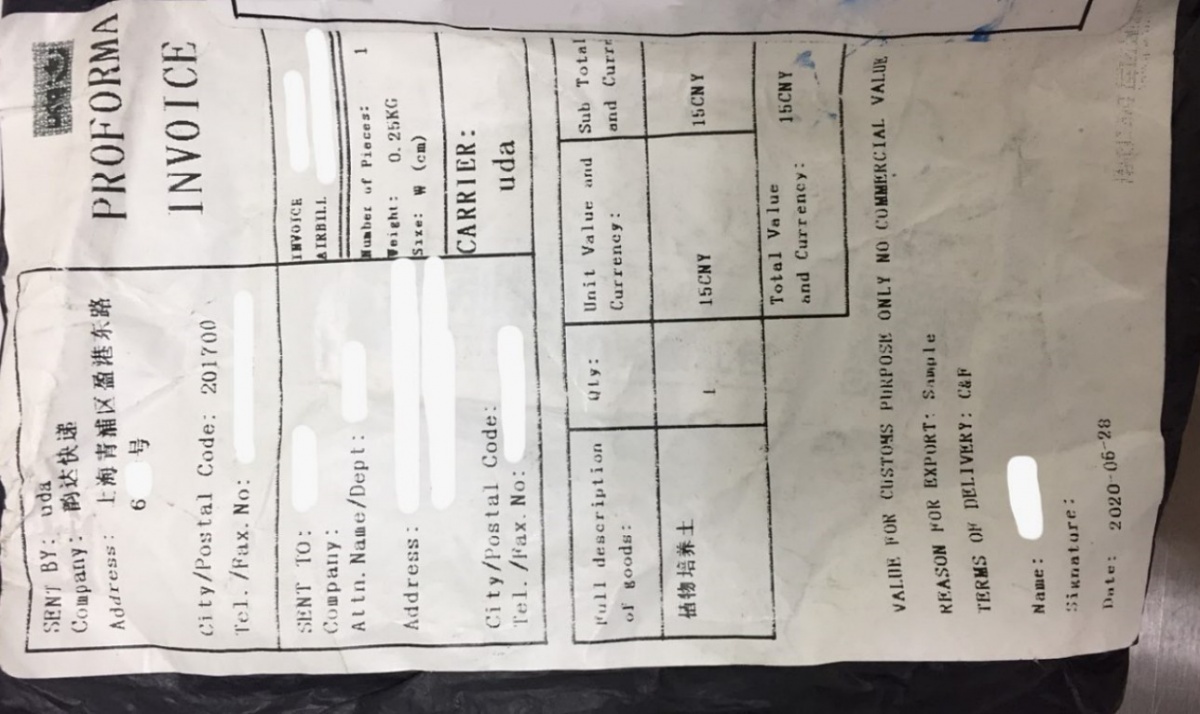 PROFORMA
INVOICE
SENT BY: uda
Company: 韵达快递
Address: 上海青浦区盈港东路
6 号
City/Postal Code: 201700
Tel./Fax.No:
INVOICE
AIRBILL
Number of Pieces: 1
Weight: 0.25KG
Size: W (cm)
CARRIER:
uda
SENT TO:
Company:
Attn.Name/Dept:
Address:
City/Postal Code:
Tel./Fax.No:
Full description of goods:
Qty:
Unit Value and Currency:
Sub Total and Curre
植物培养土
1
15CNY
15CNY
Total Value and Currency:
15CNY
VALUE FOR CUSTOMS PURPOSE ONLY NO COMMERCIAL VALUE
REASON FOR EXPORT: Sample
TERMS OF DELIVERY: C&F
Name:
Signature:
Date: 2020-06-28